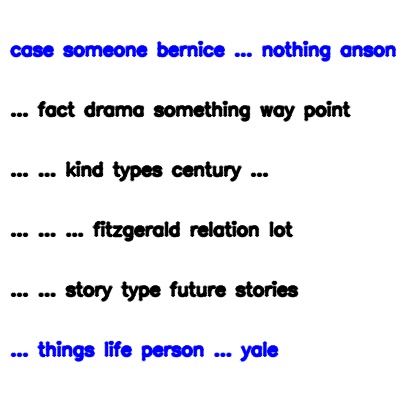 case someone bernice ... nothing anson
... fact drama something way point
... ... kind types century ...
... ... ... fitzgerald relation lot
... ... story type future stories
... things life person ... yale